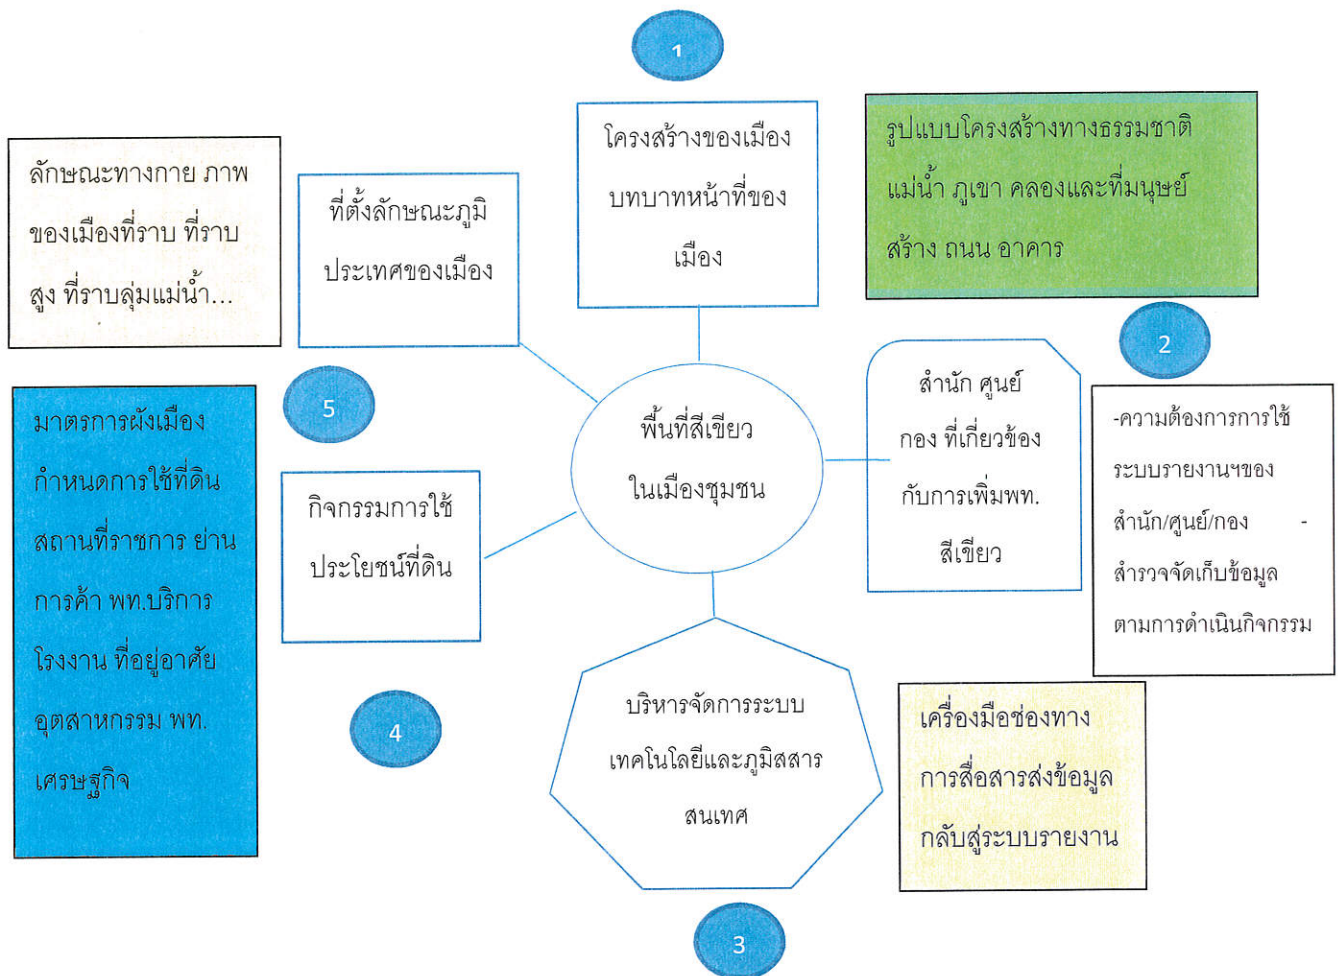 1
โครงสร้างของเมือง
บทบาทหน้าที่ของ
เมือง
รูปแบบโครงสร้างทางธรรมชาติ
แม่น้ำ ภูเขา คลองและที่มนุษย์
สร้าง ถนน อาคาร
ลักษณะทางกาย ภาพ
ของเมืองที่ราบ ที่ราบ
สูง ที่ราบลุ่มแม่น้ำ...
ที่ตั้งลักษณะภูมิ
ประเทศของเมือง
2
สำนัก ศูนย์
กอง ที่เกี่ยวข้อง
กับการเพิ่มพท.
สีเขียว
-ความต้องการการใช้
ระบบรายงานฯของ
สำนัก/ศูนย์/กอง -
สำรวจจัดเก็บข้อมูล
ตามการดำเนินกิจกรรม
พื้นที่สีเขียว
ในเมืองชุมชน
5
มาตรการผังเมือง
กำหนดการใช้ที่ดิน
สถานที่ราชการ ย่าน
การค้า พท.บริการ
โรงงาน ที่อยู่อาศัย
อุตสาหกรรม พท.
เศรษฐกิจ
กิจกรรมการใช้
ประโยชน์ที่ดิน
4
บริหารจัดการระบบ
เทคโนโลยีและภูมิสสาร
สนเทศ
เครื่องมือช่องทาง
การสื่อสารส่งข้อมูล
กลับสู่ระบบรายงาน
3